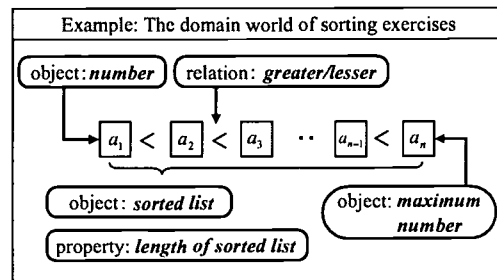 Example: The domain world of sorting exercises
object: number
relation: greater/lesser
a₁ < a₂ < a₃ ·· aₙ₋₁ < aₙ
object: sorted list
object: maximum
number
property: length of sorted list